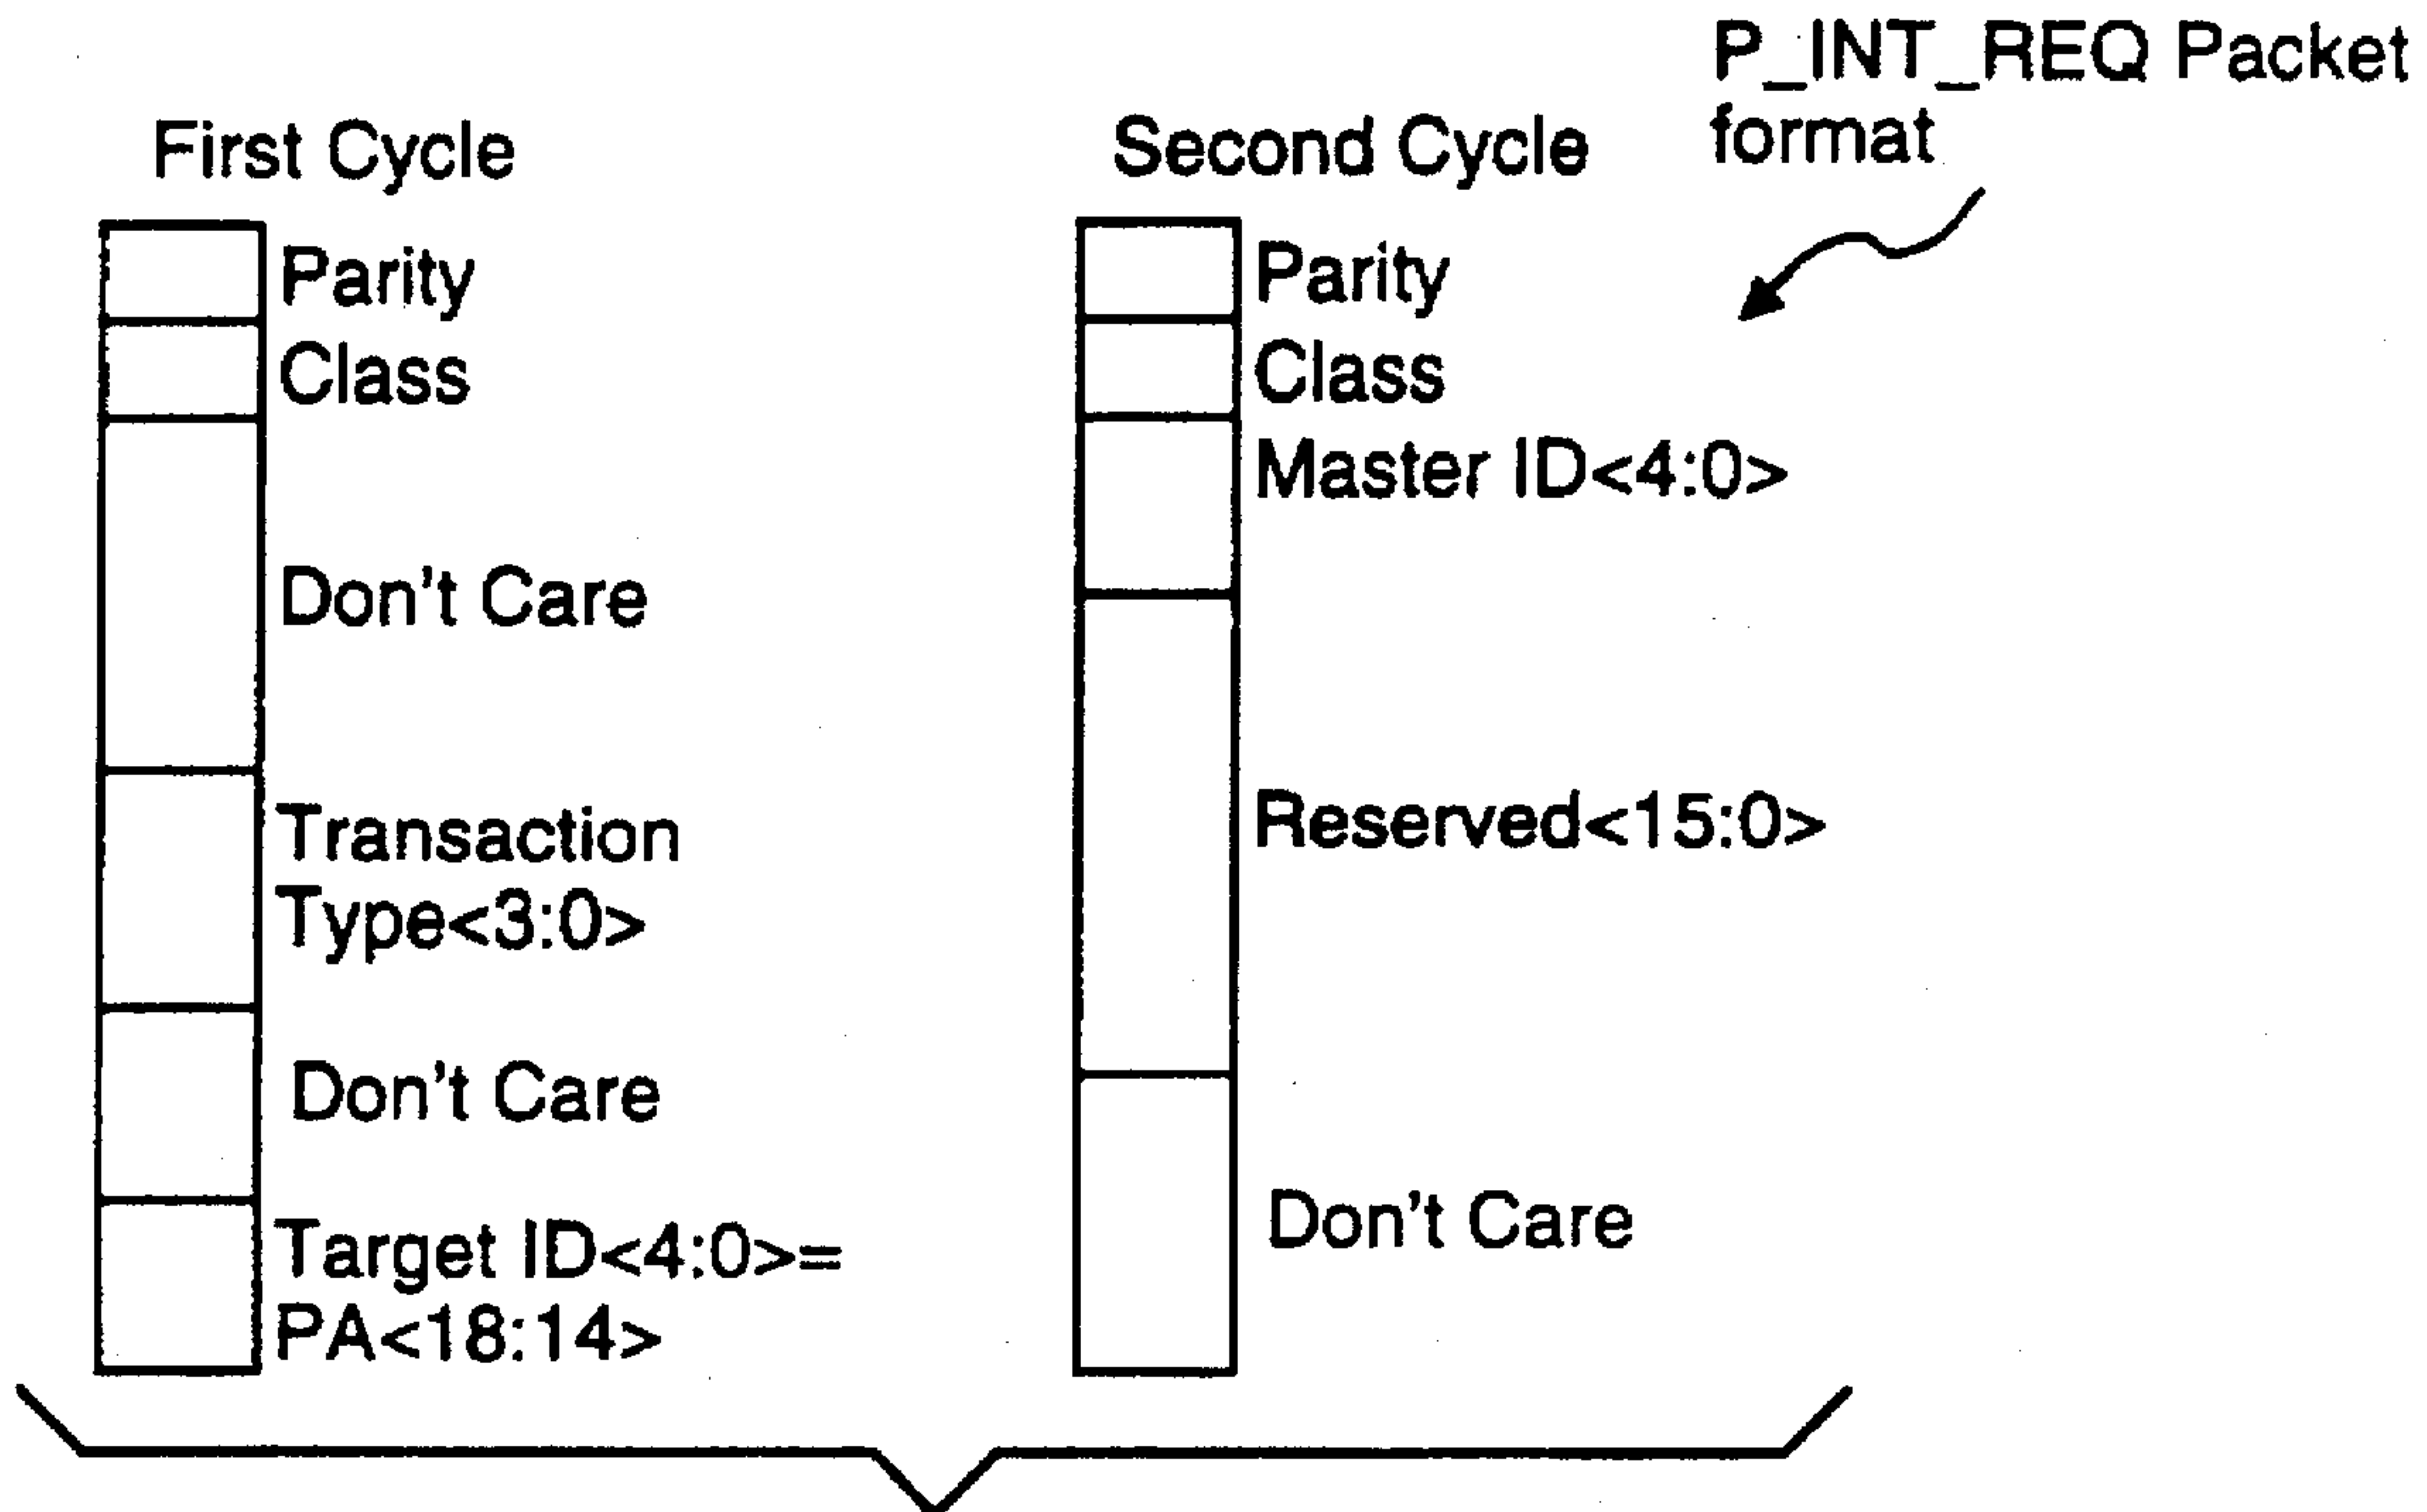 P_INT_REQ Packet
format
First Cycle
Parity
Class
Don't Care
Transaction
Type<3:0>
Don't Care
Target ID<4:0>=
PA<18:14>
Second Cycle
Parity
Class
Master ID<4:0>
Reserved<15:0>
Don't Care